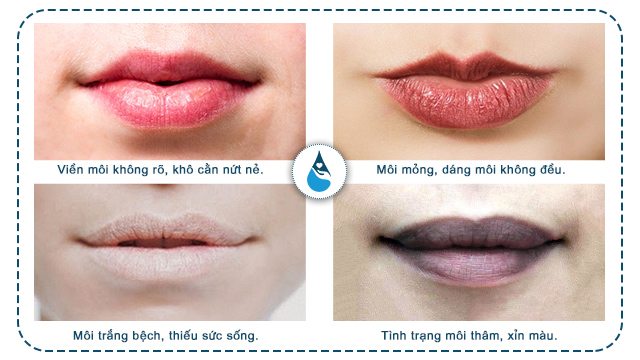 Viền môi không rõ, khô cằn nứt nẻ.
Môi mỏng, dáng môi không đều.
Môi trắng bệch, thiếu sức sống.
Tình trạng môi thâm, xỉn màu.